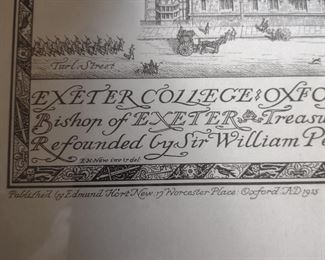 Turl Street
EXETER COLLEGE: OXFO
Bishop of EXETER & Treasu
Refounded by Sir William Pe
E.H. New inv & del.
Published by Edmund Hort New: 17 Worcester Place: Oxford A.D 1925